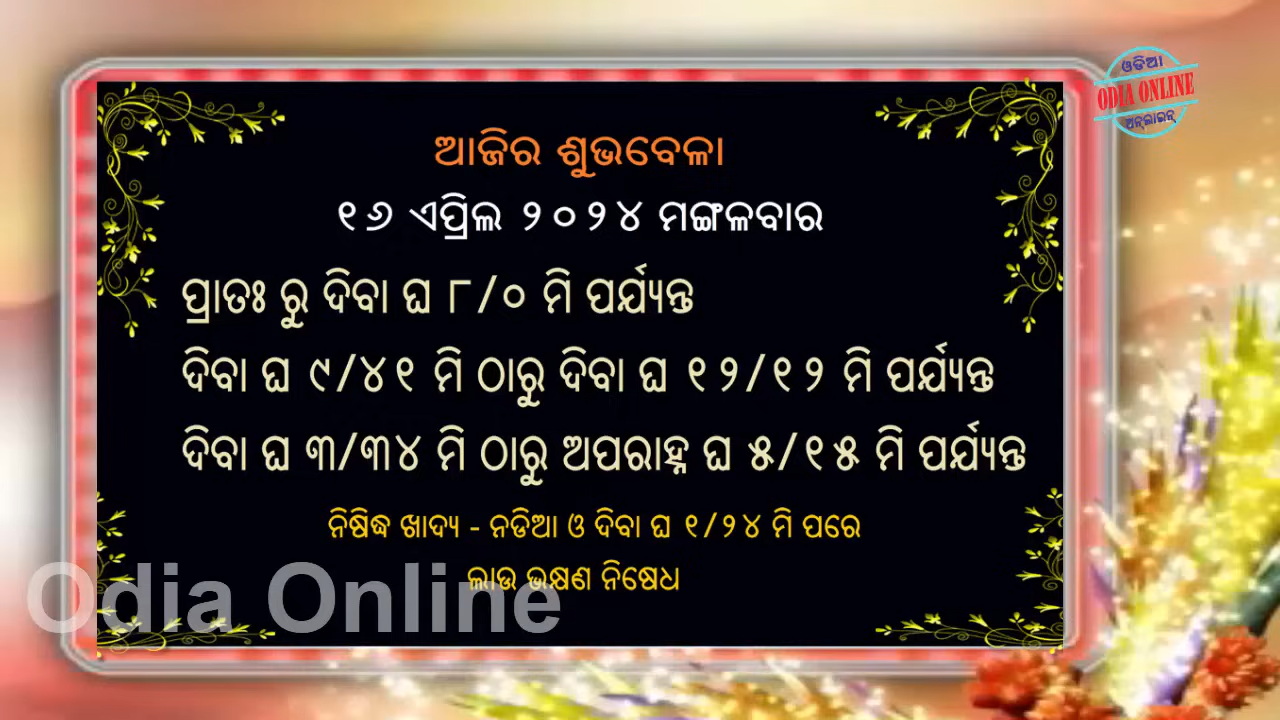 ଓଡିଆ
ODIA ONLINE
ଅନ୍‌ଲାଇନ୍
ଆଜିର ଶୁଭବେଳା
୧୬ ଏପ୍ରିଲ ୨୦୨୪ ମଙ୍ଗଳବାର
ପ୍ରାତଃ ରୁ ଦିବା ଘ ୮/୦ ମି ପର୍ଯ୍ୟନ୍ତ
ଦିବା ଘ ୯/୪୧ ମି ଠାରୁ ଦିବା ଘ ୧୨/୧୨ ମି ପର୍ଯ୍ୟନ୍ତ
ଦିବା ଘ ୩/୩୪ ମି ଠାରୁ ଅପରାହ୍ନ ଘ ୫/୧୫ ମି ପର୍ଯ୍ୟନ୍ତ
ନିଷିଦ୍ଧ ଖାଦ୍ୟ - ନଡିଆ ଓ ଦିବା ଘ ୧/୨୪ ମି ପରେ
ଲାଉ ଭକ୍ଷଣ ନିଷେଧ
Odia Online